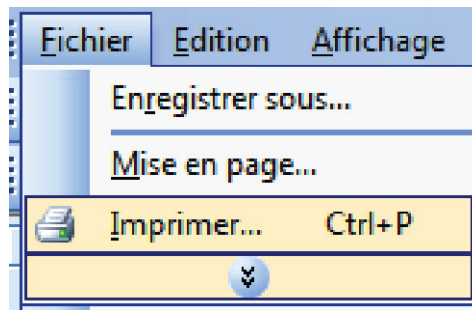 Fichier Edition Affichage
Enregistrer sous...
Mise en page...
Imprimer... Ctrl+P